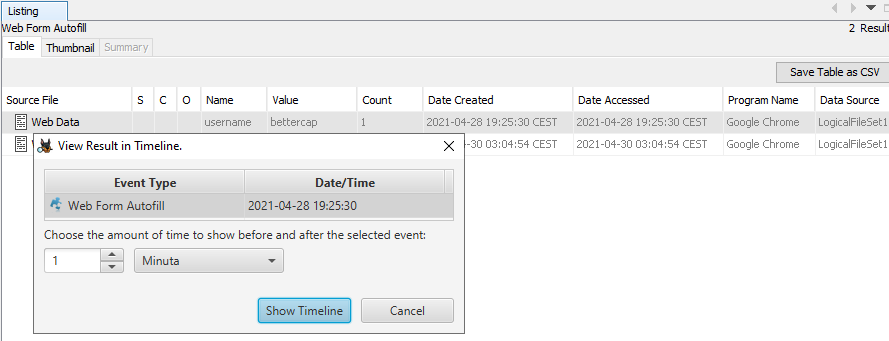 Listing
Web Form Autofill 2 Result
Table Thumbnail Summary
Save Table as CSV
Source File S C O Name Value Count Date Created Date Accessed Program Name Data Source
Web Data username bettercap 1 2021-04-28 19:25:30 CEST 2021-04-28 19:25:30 CEST Google Chrome LogicalFileSet1
-30 03:04:54 CEST 2021-04-30 03:04:54 CEST Google Chrome LogicalFileSet1
View Result in Timeline.
Event Type Date/Time
Web Form Autofill 2021-04-28 19:25:30
Choose the amount of time to show before and after the selected event:
1 Minuta
Show Timeline Cancel